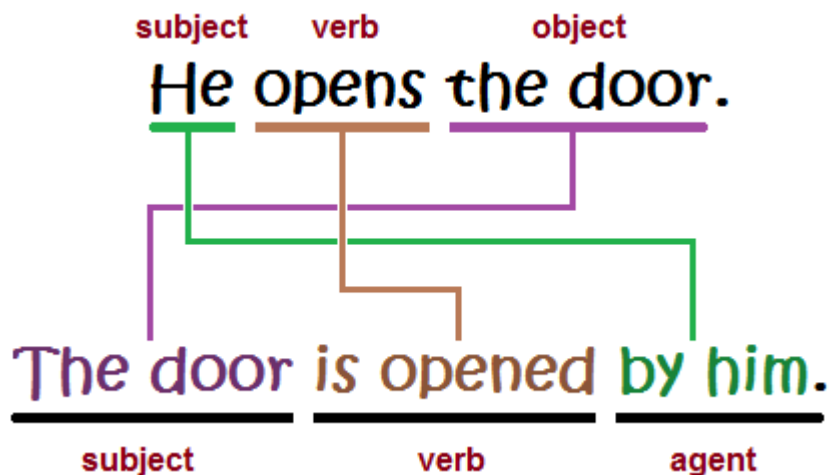 subject verb object
He opens the door.
The door is opened by him.
subject verb agent